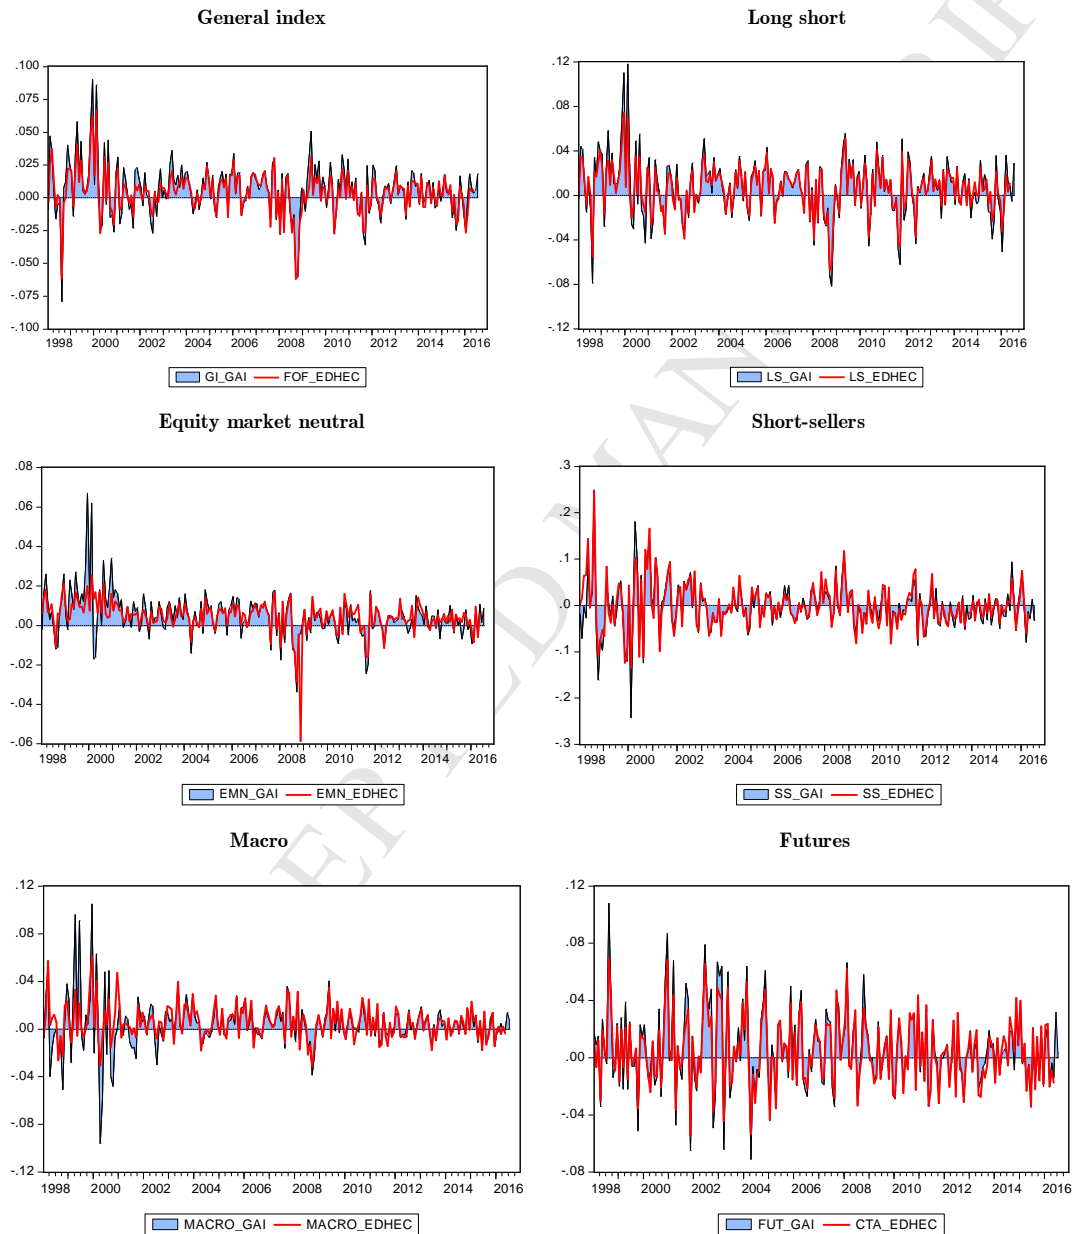 General index
Long short
.100
.075
.050
.025
.000
-.025
-.050
-.075
-.100
1998 2000 2002 2004 2006 2008 2010 2012 2014 2016
GI_GAI FOF_EDHEC
.12
.08
.04
.00
-.04
-.08
-.12
1998 2000 2002 2004 2006 2008 2010 2012 2014 2016
LS_GAI LS_EDHEC
Equity market neutral
Short-sellers
.08
.06
.04
.02
.00
-.02
-.04
-.06
1998 2000 2002 2004 2006 2008 2010 2012 2014 2016
EMN_GAI EMN_EDHEC
.3
.2
.1
.0
-.1
-.2
-.3
1998 2000 2002 2004 2006 2008 2010 2012 2014 2016
SS_GAI SS_EDHEC
Macro
Futures
.12
.08
.04
.00
-.04
-.08
-.12
1998 2000 2002 2004 2006 2008 2010 2012 2014 2016
MACRO_GAI MACRO_EDHEC
.12
.08
.04
.00
-.04
-.08
1998 2000 2002 2004 2006 2008 2010 2012 2014 2016
FUT_GAI CTA_EDHEC